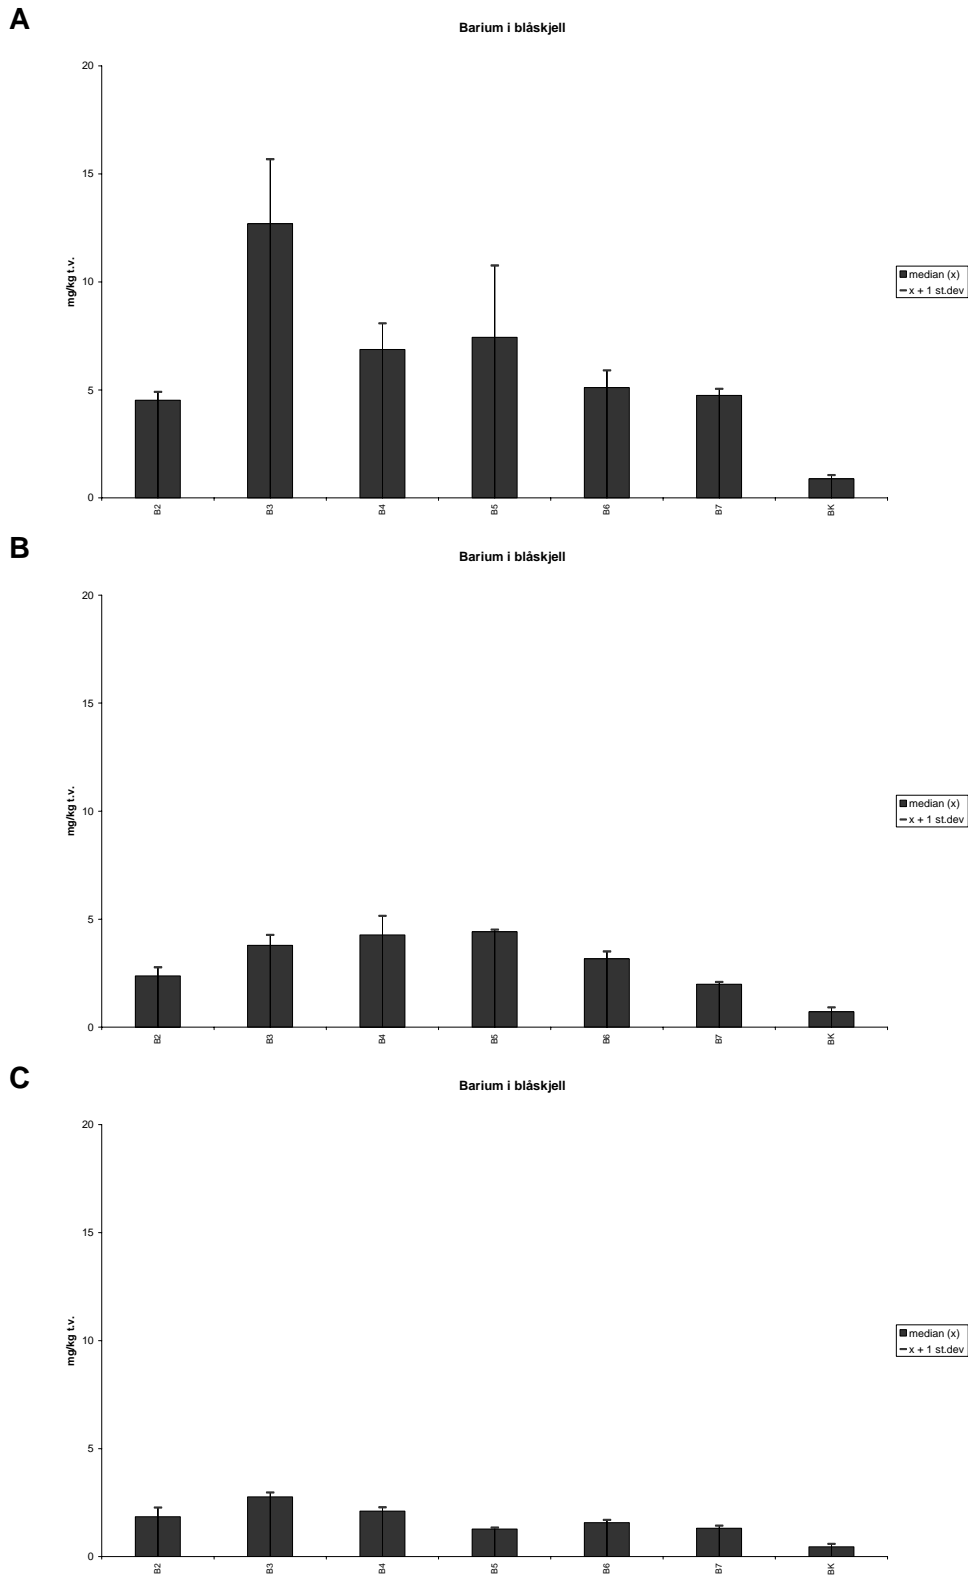 A
Barium i blåskjell
20
15
10
5
0
mg/kg t.v.
B2
B3
B4
B5
B6
B7
BK
median (x)
x + 1 st.dev
B
Barium i blåskjell
20
15
10
5
0
mg/kg t.v.
B2
B3
B4
B5
B6
B7
BK
median (x)
x + 1 st.dev
C
Barium i blåskjell
20
15
10
5
0
mg/kg t.v.
B2
B3
B4
B5
B6
B7
BK
median (x)
x + 1 st.dev